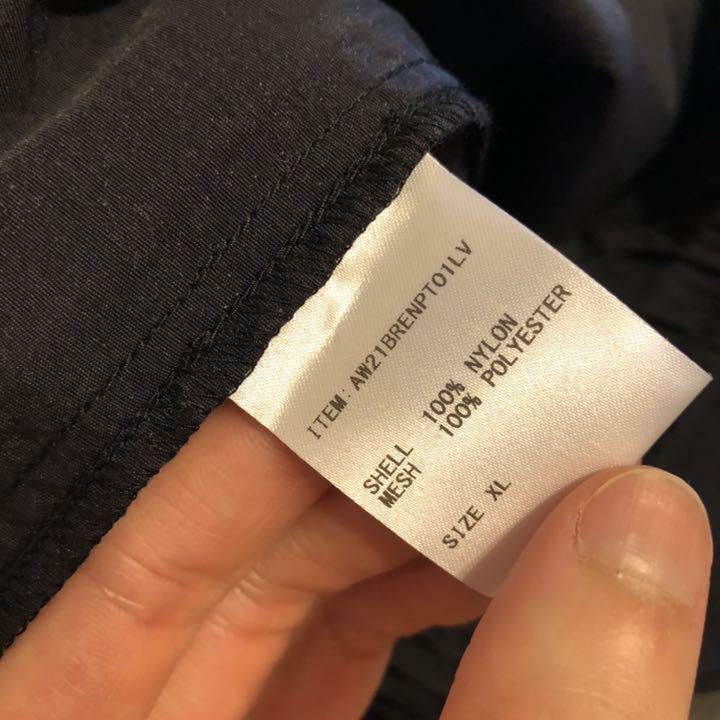 ITEM: AW21BRENPT01LV
SHELL 100% NYLON
MESH 100% POLYESTER
SIZE XL